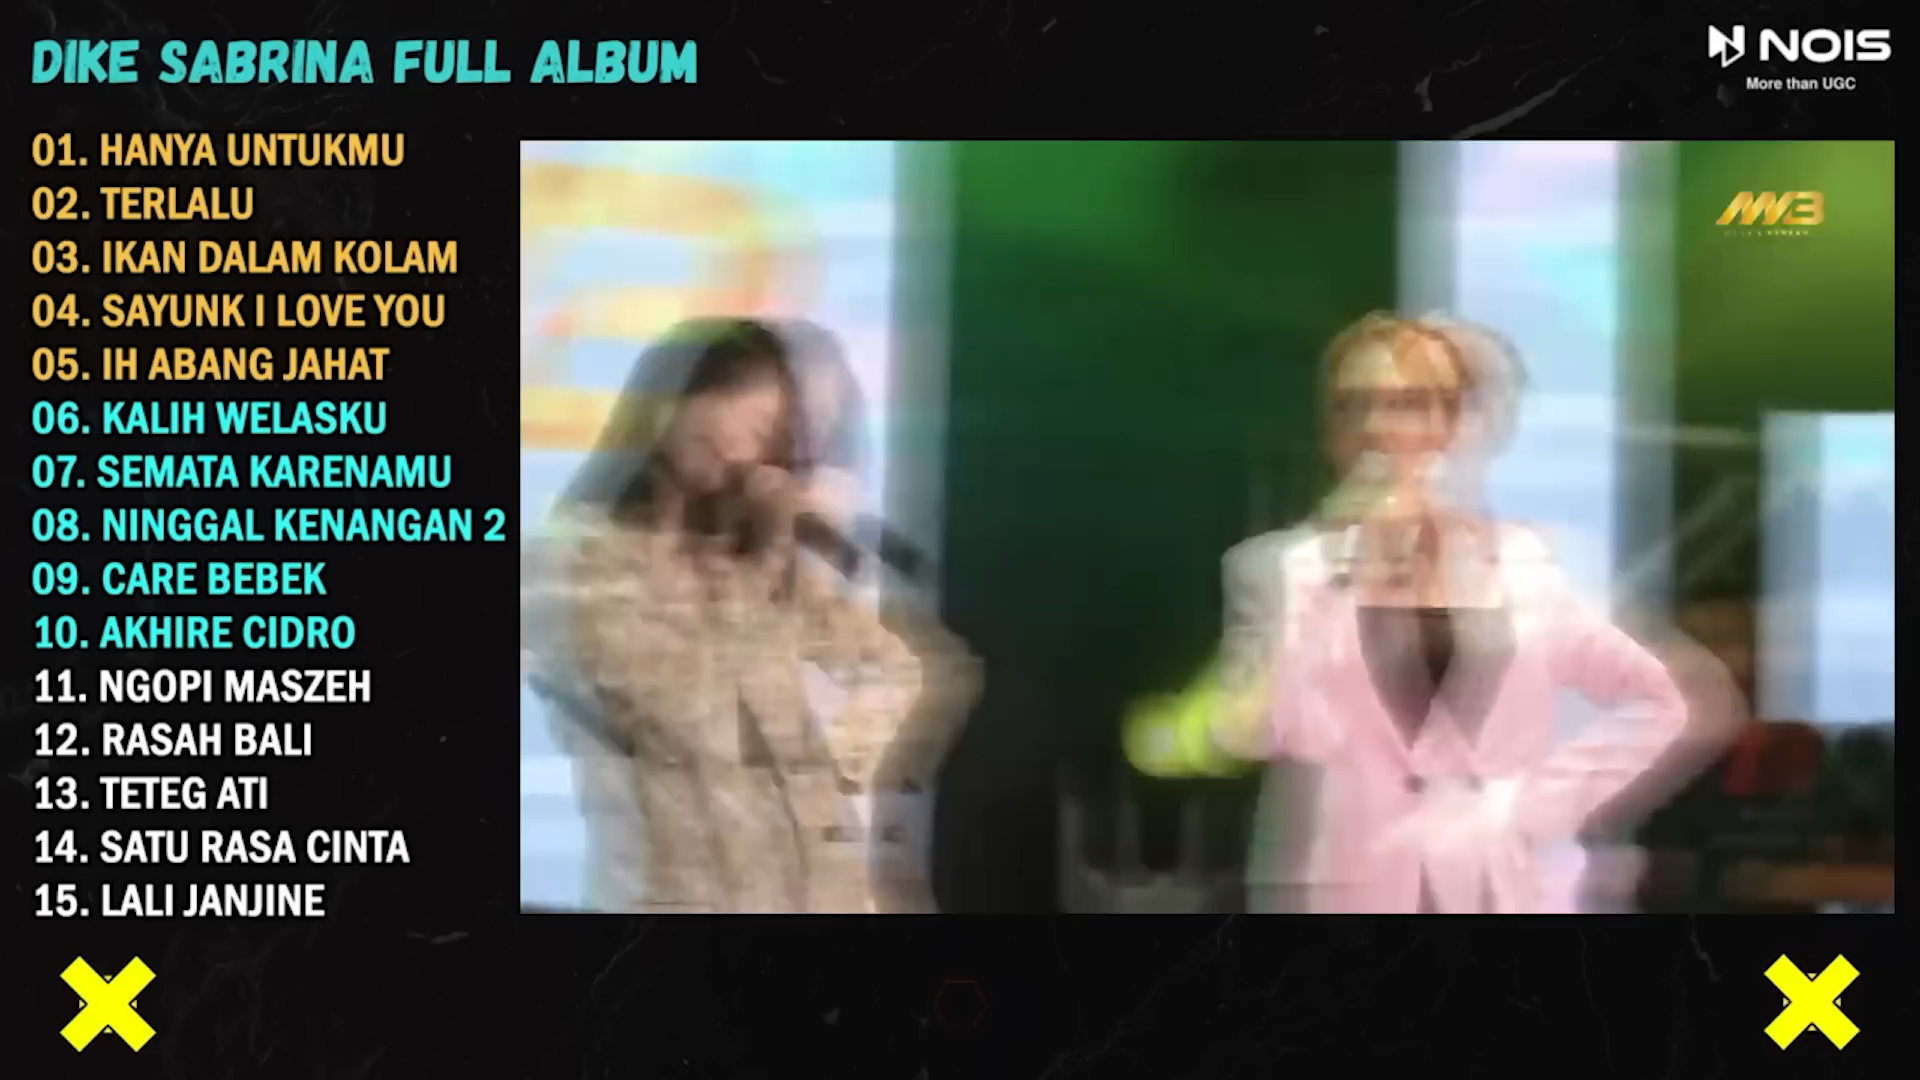 DIKE SABRINA FULL ALBUM
NOIS
More than UGC
01. HANYA UNTUKMU
02. TERLALU
03. IKAN DALAM KOLAM
04. SAYUNK I LOVE YOU
05. IH ABANG JAHAT
06. KALIH WELASKU
07. SEMATA KARENAMU
08. NINGGAL KENANGAN 2
09. CARE BEBEK
10. AKHIRE CIDRO
11. NGOPI MASZEH
12. RASAH BALI
13. TETEG ATI
14. SATU RASA CINTA
15. LALI JANJINE